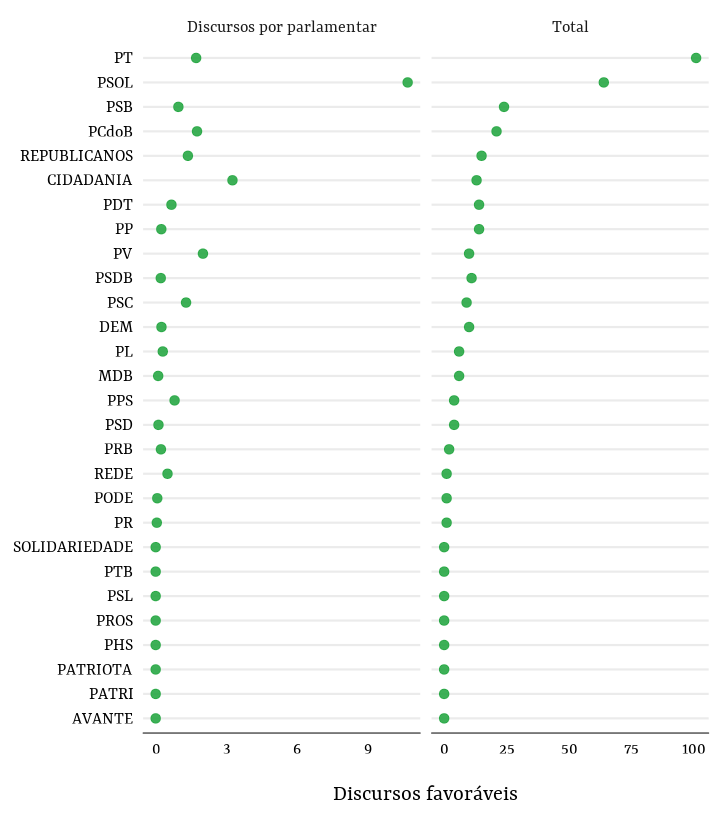 Discursos por parlamentar Total
PT
PSOL
PSB
PCdoB
REPUBLICANOS
CIDADANIA
PDT
PP
PV
PSDB
PSC
DEM
PL
MDB
PPS
PSD
PRB
REDE
PODE
PR
SOLIDARIEDADE
PTB
PSL
PROS
PHS
PATRIOTA
PATRI
AVANTE
0 3 6 9 0 25 50 75 100
Discursos favoráveis